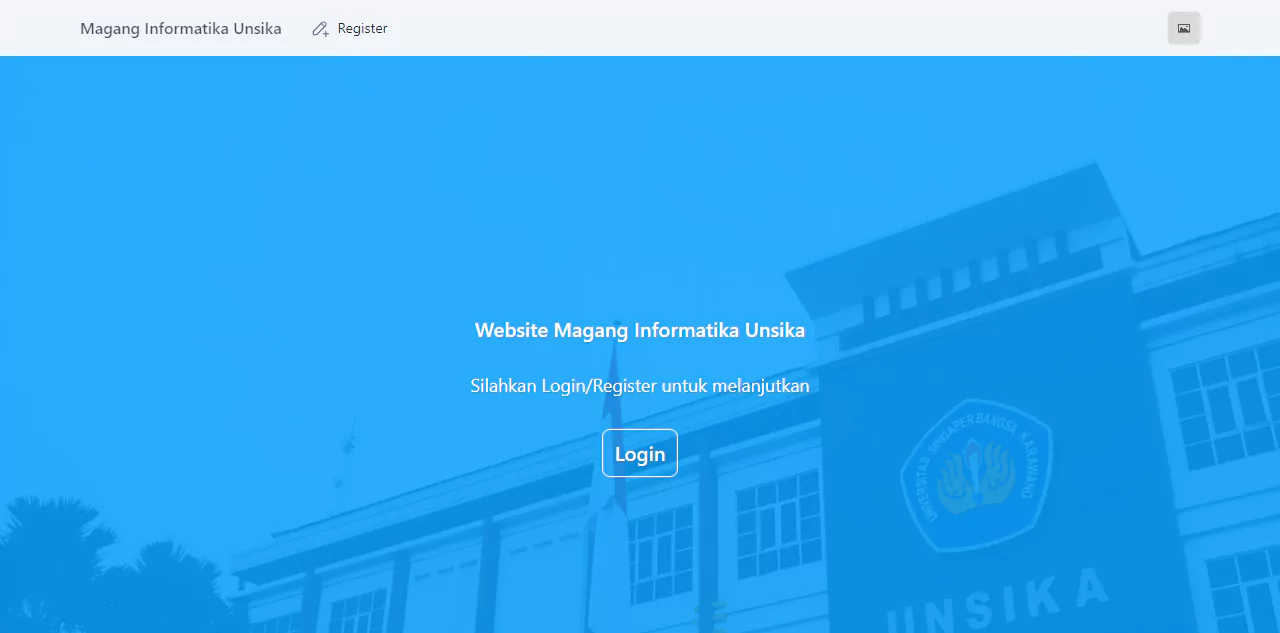 Magang Informatika Unsika
Register
Website Magang Informatika Unsika
Silahkan Login/Register untuk melanjutkan
Login
UNIVERSITAS SINGAPERBANGSA KARAWANG
UNSIKA